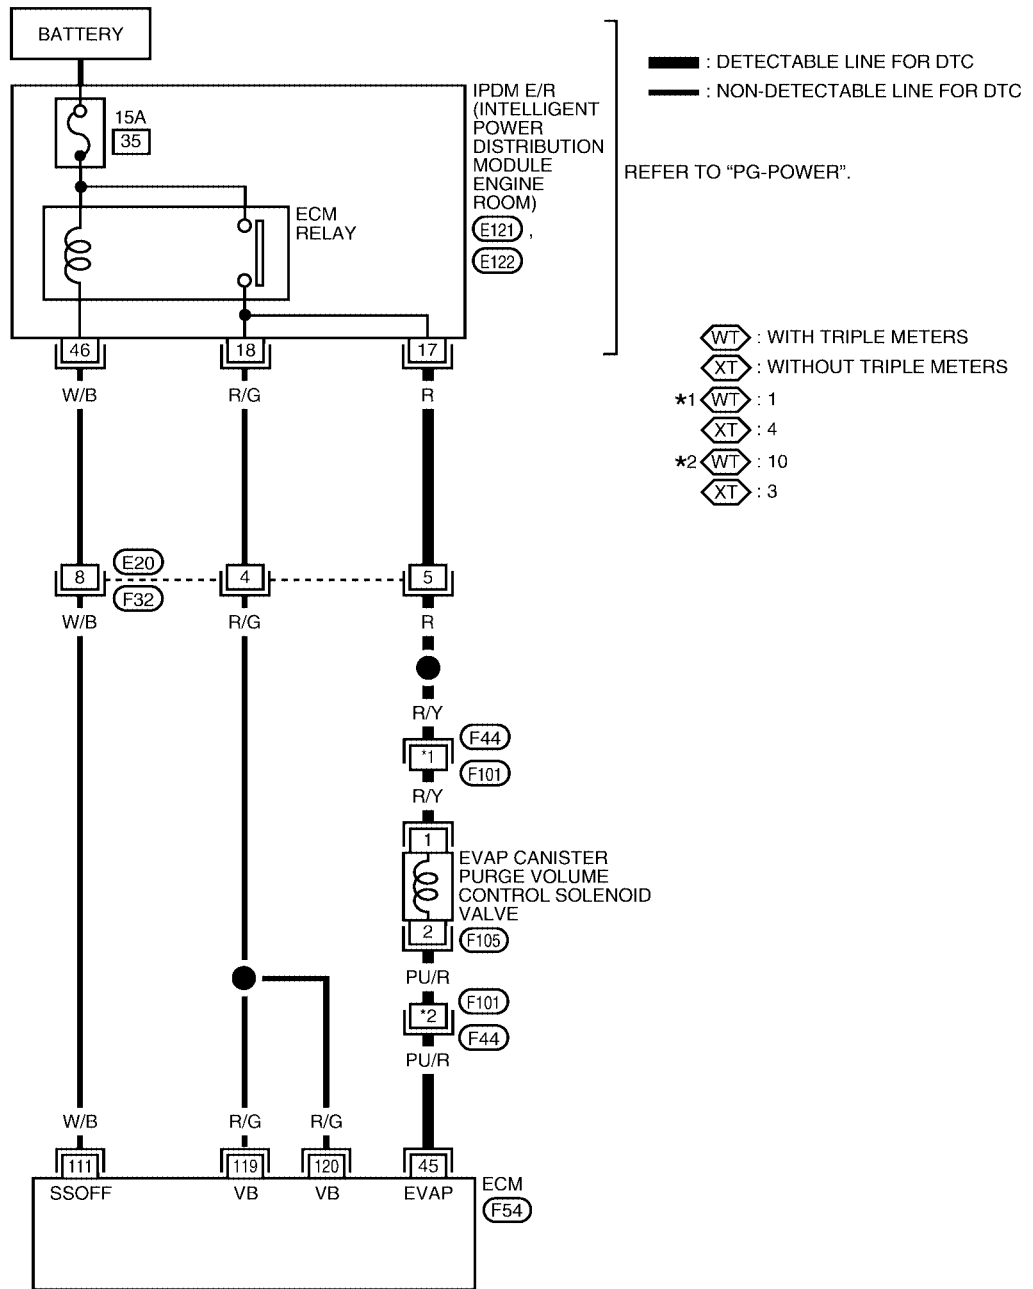 BATTERY
: DETECTABLE LINE FOR DTC
: NON-DETECTABLE LINE FOR DTC
15A
35
IPDM E/R
(INTELLIGENT
POWER
DISTRIBUTION
MODULE
ENGINE
ROOM)
E121 ,
E122
REFER TO “PG-POWER”.
ECM
RELAY
46 18 17
W/B R/G R
WT : WITH TRIPLE METERS
XT : WITHOUT TRIPLE METERS
*1 WT : 1
XT : 4
*2 WT : 10
XT : 3
8 E20 4 5
F32
W/B R/G R
R/Y
*1 F44
F101
R/Y
1
EVAP CANISTER
PURGE VOLUME
CONTROL SOLENOID
VALVE
2 F105
PU/R
*2 F101
F44
PU/R
W/B R/G R/G
111 119 120 45
SSOFF VB VB EVAP
ECM
F54